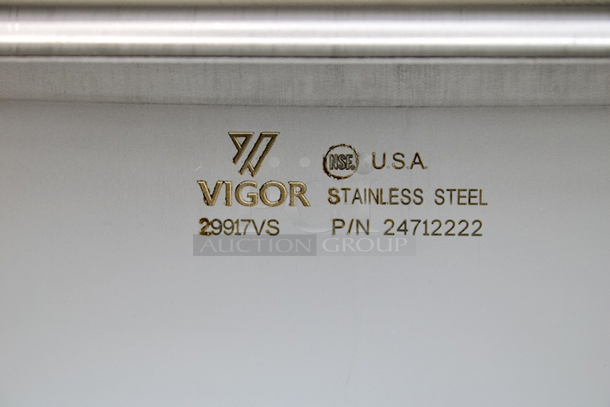 NSF U.S.A.
VIGOR STAINLESS STEEL
29917VS P/N 24712222
AUCTION GROUP